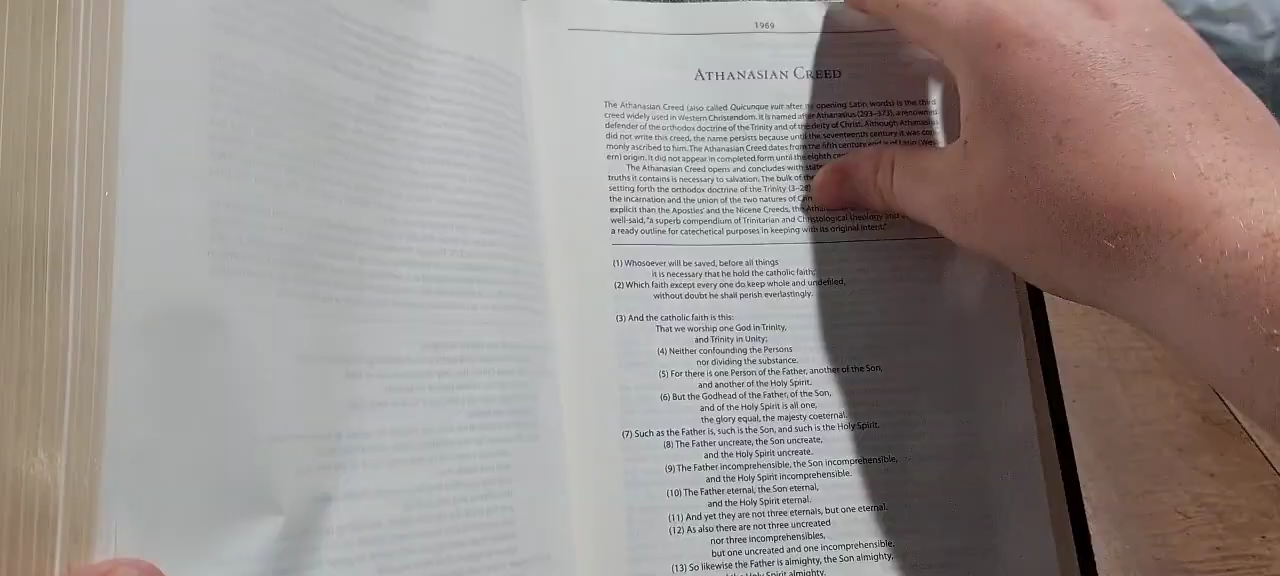 1969
ATHANASIAN CREED
The Athanasian Creed (also called Quicunque vult after its opening Latin words) is the third
creed widely used in Western Christendom. It is named after Athanasius (293–373), a renowned
defender of the orthodox doctrine of the Trinity and of the deity of Christ. Although Athanasius
did not write this creed, the name persists because until the seventeenth century it was com-
monly ascribed to him. The Athanasian Creed dates from the fifth century and is of Latin (West-
ern) origin. It did not appear in completed form until the eighth
The Athanasian Creed opens and concludes with
truths it contains is necessary to salvation. The bulk of the
setting forth the orthodox doctrine of the Trinity (3–28)
the incarnation and the union of the two natures of
explicit than the Apostles' and the Nicene Creeds, the
well-said, "a superb compendium of Trinitarian and Christological theology and
a ready outline for catechetical purposes in keeping with its original intent."
(1) Whosoever will be saved, before all things
it is necessary that he hold the catholic faith;
(2) Which faith except every one do keep whole and undefiled,
without doubt he shall perish everlastingly.
(3) And the catholic faith is this:
That we worship one God in Trinity,
and Trinity in Unity;
(4) Neither confounding the Persons
nor dividing the substance.
(5) For there is one Person of the Father, another of the Son,
and another of the Holy Spirit.
(6) But the Godhead of the Father, of the Son,
and of the Holy Spirit is all one,
the glory equal, the majesty coeternal.
(7) Such as the Father is, such is the Son, and such is the Holy Spirit.
(8) The Father uncreate, the Son uncreate,
and the Holy Spirit uncreate.
(9) The Father incomprehensible, the Son incomprehensible,
and the Holy Spirit incomprehensible.
(10) The Father eternal, the Son eternal,
and the Holy Spirit eternal.
(11) And yet they are not three eternals, but one eternal.
(12) As also there are not three uncreated
nor three incomprehensibles,
but one uncreated and one incomprehensible.
(13) So likewise the Father is almighty, the Son almighty,
the Holy Spirit almighty.